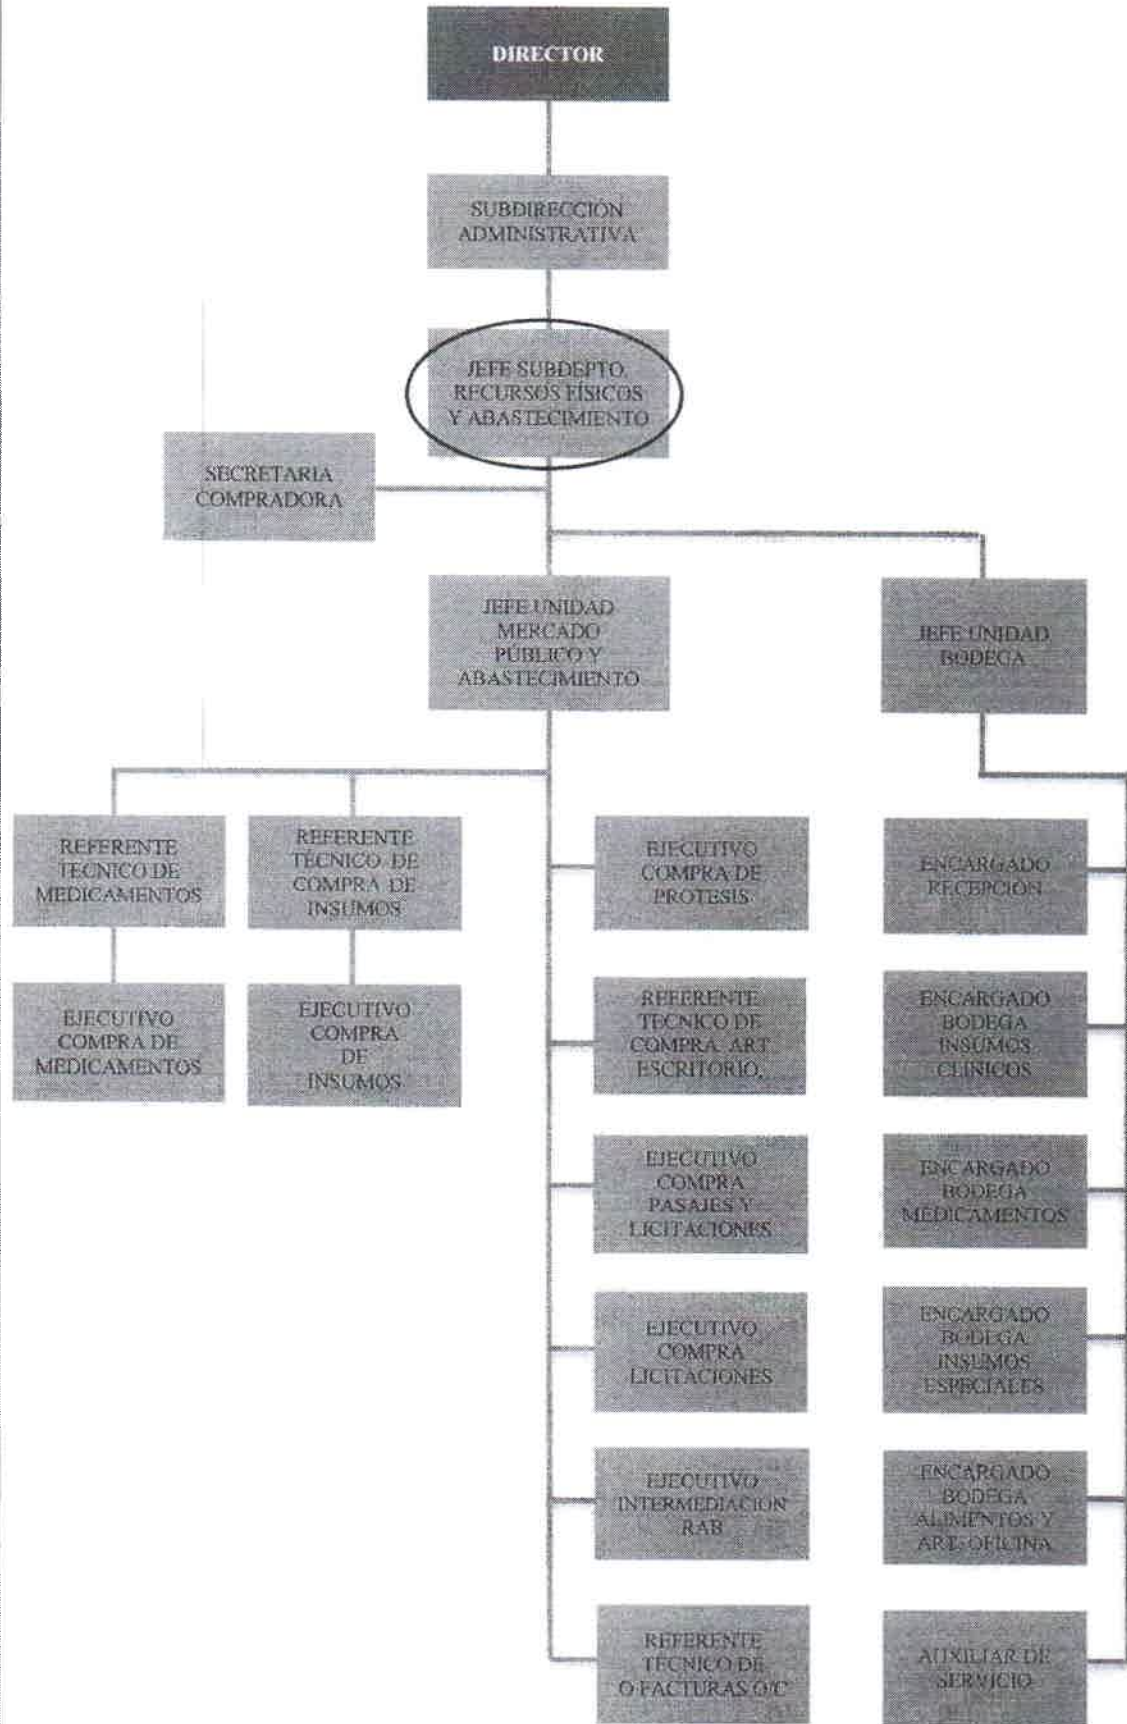 DIRECTOR
SUBDIRECCIÓN
ADMINISTRATIVA
JEFE SUBDEPTO.
RECURSOS FÍSICOS
Y ABASTECIMIENTO
SECRETARIA
COMPRADORA
JEFE UNIDAD
MERCADO
PÚBLICO Y
ABASTECIMIENTO
JEFE UNIDAD
BODEGA
REFERENTE
TECNICO DE
MEDICAMENTOS
REFERENTE
TÉCNICO DE
COMPRA DE
INSUMOS
EJECUTIVO
COMPRA DE
MEDICAMENTOS
EJECUTIVO
COMPRA
DE
INSUMOS
EJECUTIVO
COMPRA DE
PROTESIS
REFERENTE
TECNICO DE
COMPRA ART
ESCRITORIO,
EJECUTIVO
COMPRA
PASAJES Y
LICITACIONES
EJECUTIVO
COMPRA
LICITACIONES
EJECUTIVO
INTERMEDIACION
RAB
REFERENTE
TÉCNICO DE
O FACTURAS O/C
ENCARGADO
RECEPCIÓN
ENCARGADO
BODEGA
INSUMOS
CLINICOS
ENCARGADO
BODEGA
MEDICAMENTOS
ENCARGADO
BODEGA
INSUMOS
ESPECIALES
ENCARGADO
BODEGA
ALIMENTOS Y
ART. OFICINA
AUXILIAR DE
SERVICIO